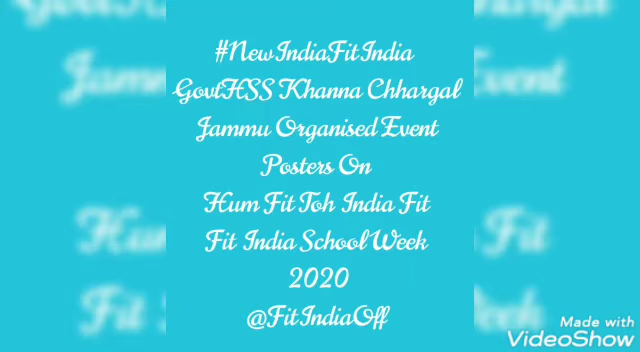 #NewIndiaFitIndia
GovtHSS Khanna Chhargal
Jammu Organised Event
Posters On
Hum Fit Toh India Fit
Fit India School Week
2020
@FitIndiaOff
Made with
VideoShow